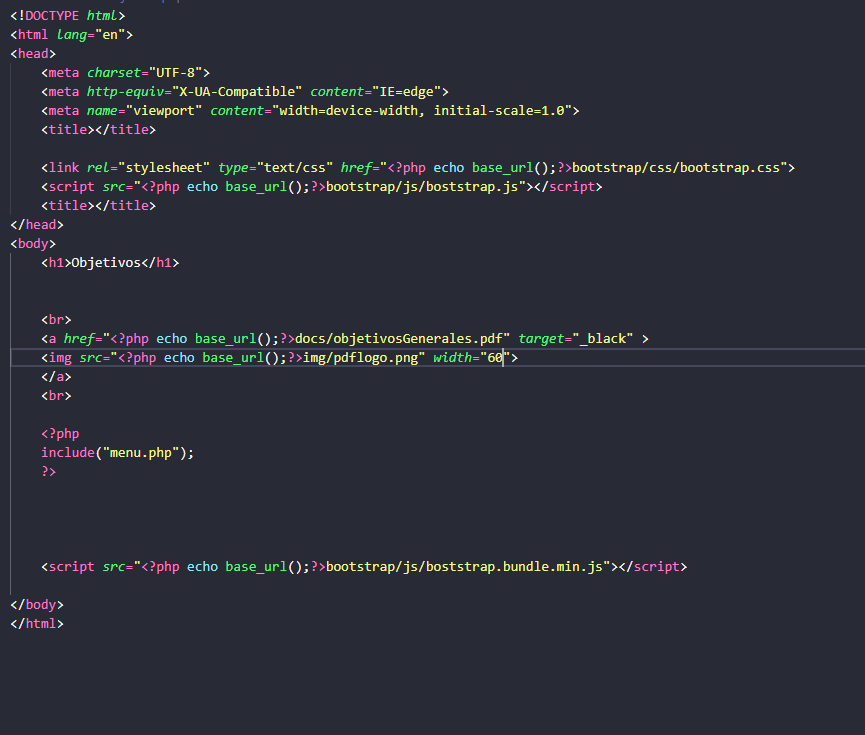 <!DOCTYPE html>
<html lang="en">
<head>
<meta charset="UTF-8">
<meta http-equiv="X-UA-Compatible" content="IE=edge">
<meta name="viewport" content="width=device-width, initial-scale=1.0">
<title></title>
<link rel="stylesheet" type="text/css" href="<?php echo base_url();?>bootstrap/css/bootstrap.css">
<script src="<?php echo base_url();?>bootstrap/js/boststrap.js"></script>
<title></title>
</head>
<body>
<h1>Objetivos</h1>
<br>
<a href="<?php echo base_url();?>docs/objetivosGenerales.pdf" target="_black" >
<img src="<?php echo base_url();?>img/pdflogo.png" width="60">
</a>
<br>
<?php
include("menu.php");
?>
<script src="<?php echo base_url();?>bootstrap/js/boststrap.bundle.min.js"></script>
</body>
</html>